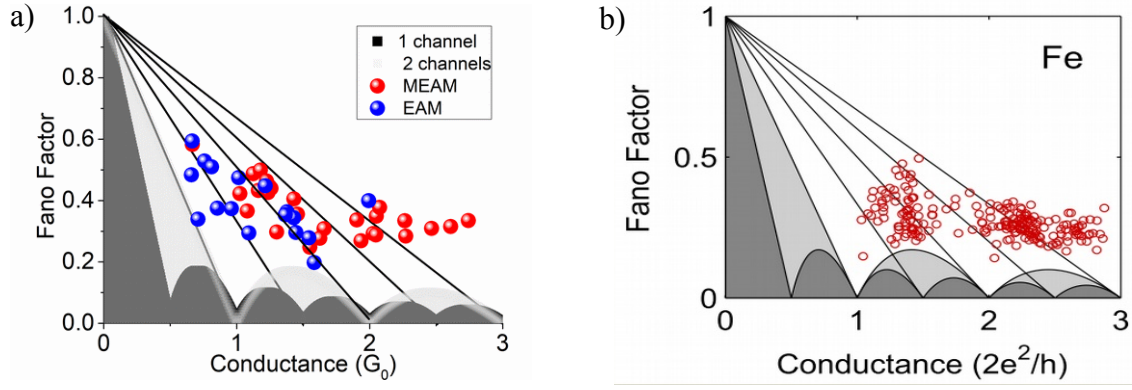 a)
1.0
0.8
0.6
0.4
0.2
0.0
Fano Factor
1 channel
2 channels
MEAM
EAM
0
1
2
3
Conductance (G₀)
b)
Fe
1
0.5
0
Fano Factor
0
1
2
3
Conductance (2e²/h)